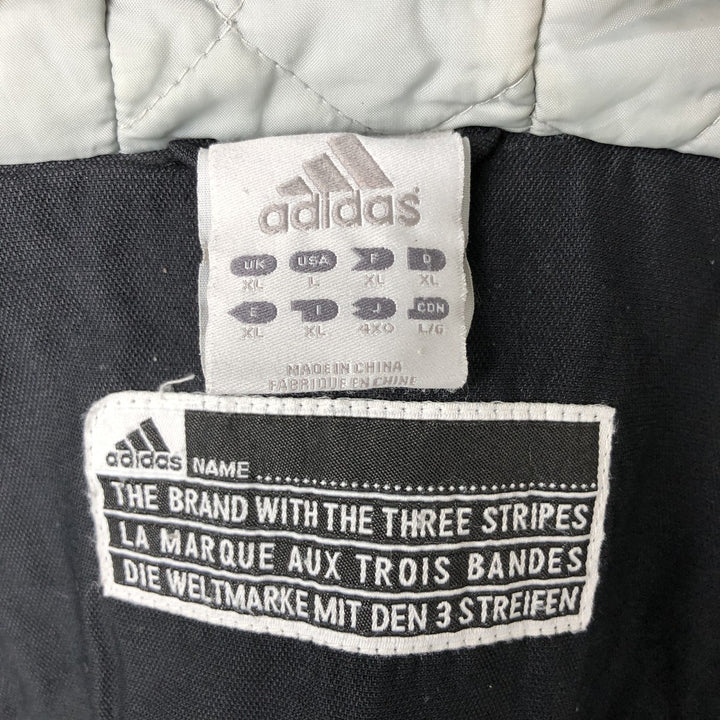 adidas
UK USA F D
XL L XL XL
E I J CDN
XL XL 4XO L/G
MADE IN CHINA
FABRIQUE EN CHINE
adidas NAME
THE BRAND WITH THE THREE STRIPES
LA MARQUE AUX TROIS BANDES
DIE WELTMARKE MIT DEN 3 STREIFEN